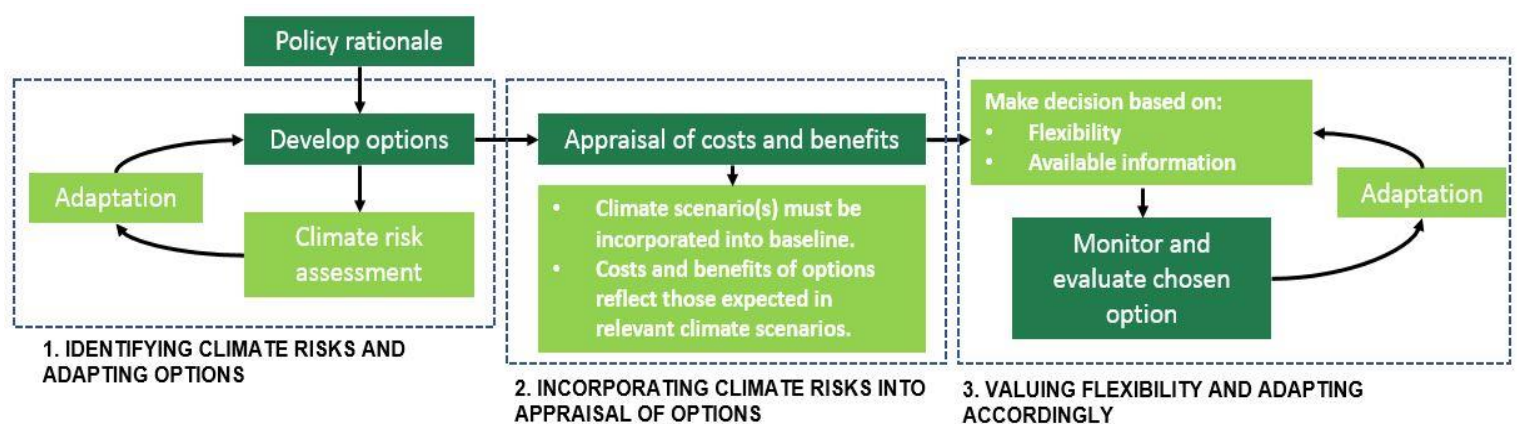 Policy rationale
Develop options
Adaptation
Climate risk
assessment
1. IDENTIFYING CLIMATE RISKS AND
ADAPTING OPTIONS
Appraisal of costs and benefits
• Climate scenario(s) must be
incorporated into baseline.
• Costs and benefits of options
reflect those expected in
relevant climate scenarios.
2. INCORPORATING CLIMATE RISKS INTO
APPRAISAL OF OPTIONS
Make decision based on:
• Flexibility
• Available information
Adaptation
Monitor and
evaluate chosen
option
3. VALUING FLEXIBILITY AND ADAPTING
ACCORDINGLY